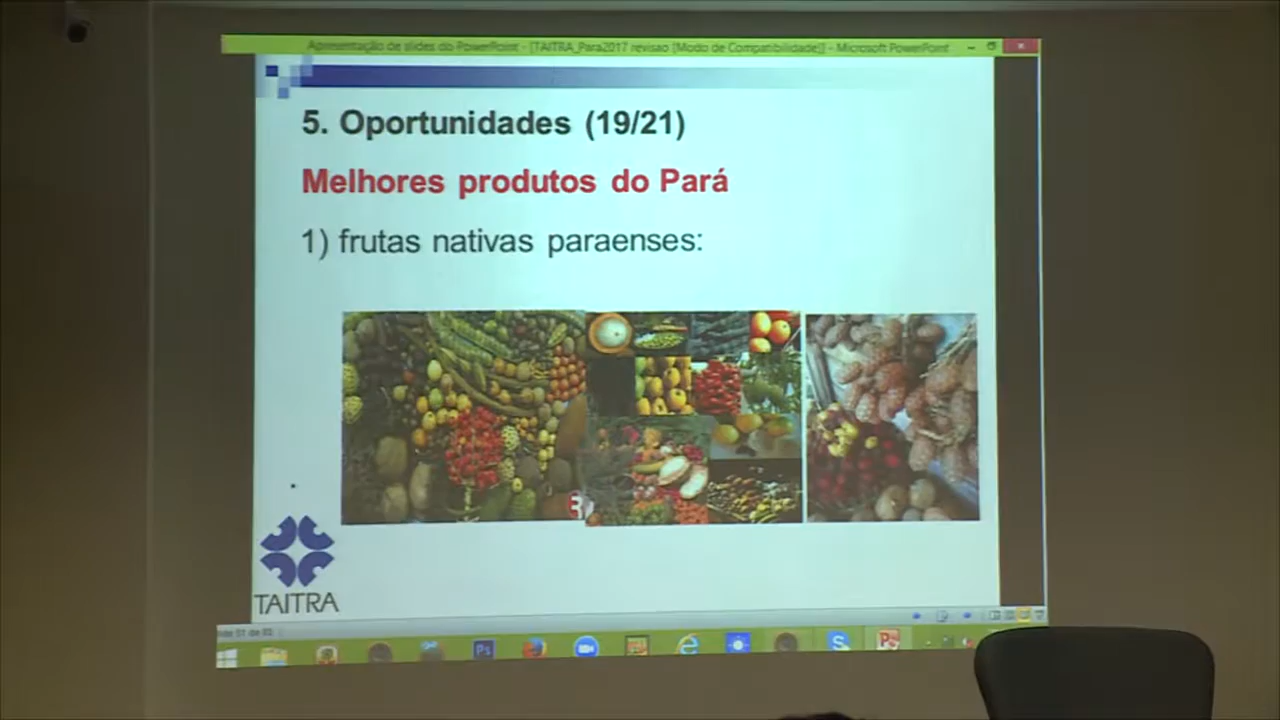 Apresentação de slides do PowerPoint - [TAITRA_Para2017 revisao [Modo de Compatibilidade]] - Microsoft PowerPoint
5. Oportunidades (19/21)
Melhores produtos do Pará
1) frutas nativas paraenses:
TAITRA
Ps